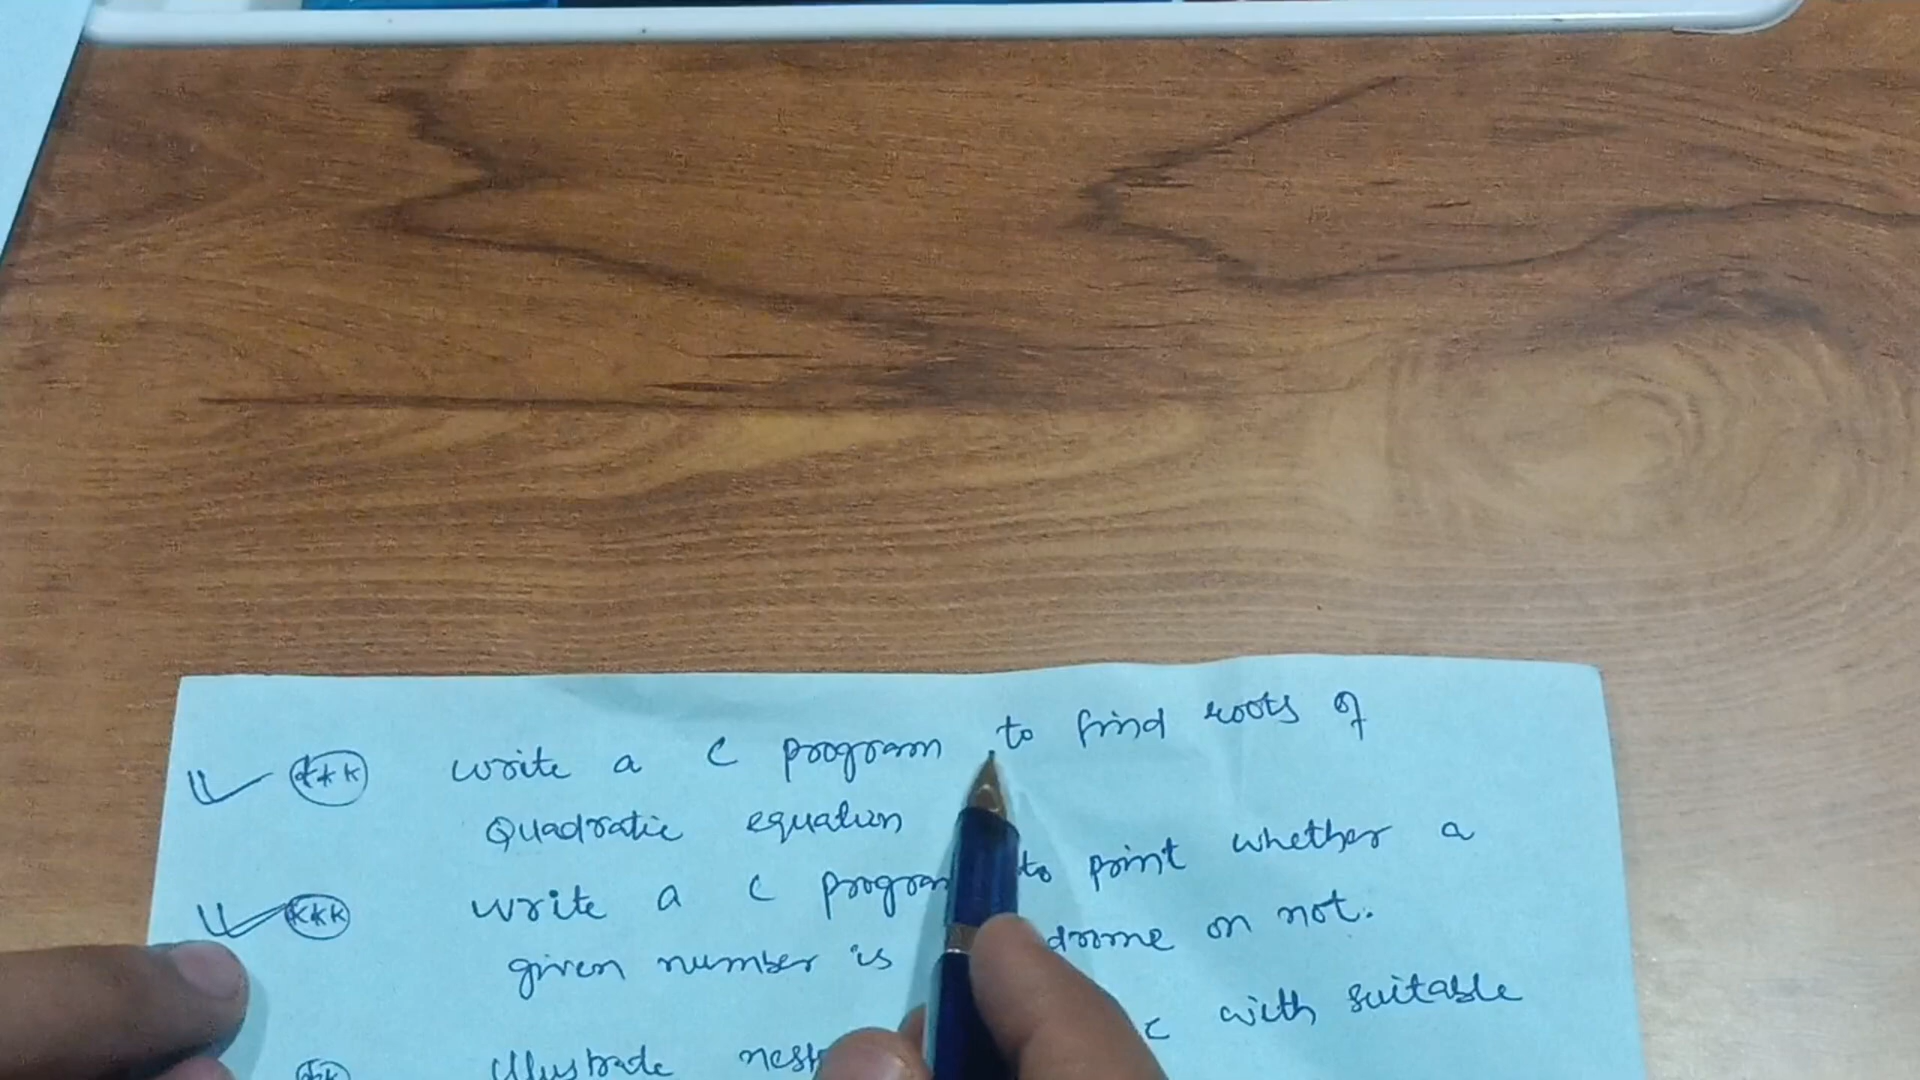 *** write a C program to find roots of
Quadratic equation
*** write a C program to print whether a
given number is drome or not.
** Illustrate nest c with suitable